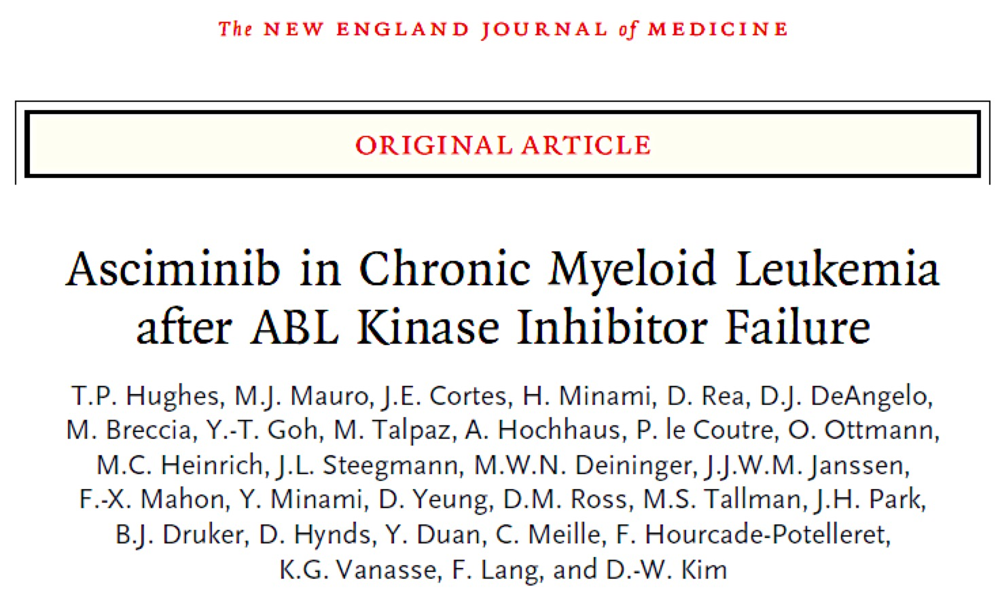 The NEW ENGLAND JOURNAL of MEDICINE
ORIGINAL ARTICLE
Asciminib in Chronic Myeloid Leukemia
after ABL Kinase Inhibitor Failure
T.P. Hughes, M.J. Mauro, J.E. Cortes, H. Minami, D. Rea, D.J. DeAngelo,
M. Breccia, Y.-T. Goh, M. Talpaz, A. Hochhaus, P. le Coutre, O. Ottmann,
M.C. Heinrich, J.L. Steegmann, M.W.N. Deininger, J.J.W.M. Janssen,
F.-X. Mahon, Y. Minami, D. Yeung, D.M. Ross, M.S. Tallman, J.H. Park,
B.J. Druker, D. Hynds, Y. Duan, C. Meille, F. Hourcade-Potelleret,
K.G. Vanasse, F. Lang, and D.-W. Kim